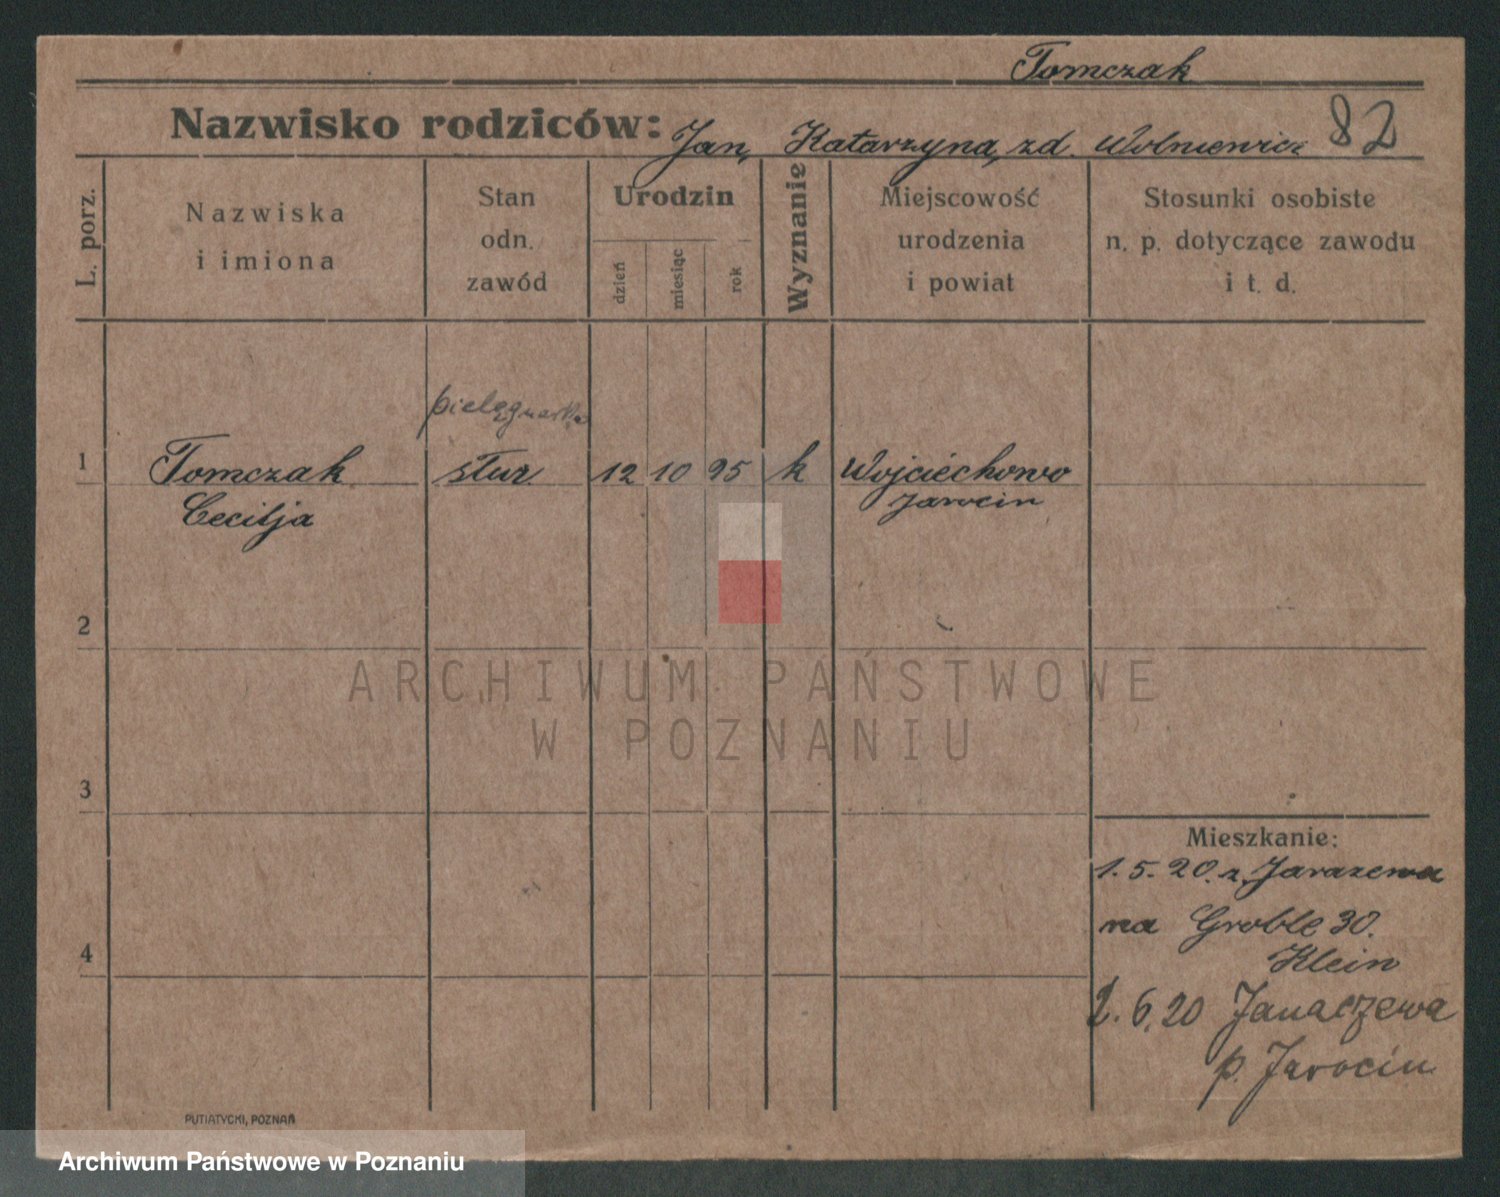 Tomczak
Nazwisko rodziców: Jan, Katarzyna, zd. Wolniewicz 82
L. porz.
Nazwiska
i imiona
Stan
odn.
zawód
Urodzin
dzień
miesiąc
rok
Wyznanie
Miejscowość
urodzenia
i powiat
Stosunki osobiste
n. p. dotyczące zawodu
i t. d.
pielęgniarka
1 Tomczak stur. 12 10 95 k Wojciechowo
Cecilja Jarocin
2
3
4
Mieszkanie:
1. 5. 20. z Jaraczewa
na Groble 30.
Klein
2. 6. 20 Jaraczewa
p. Jarocin
PUTIATYCKI, POZNAŃ
ARCHIWUM PAŃSTWOWE
W POZNANIU
Archiwum Państwowe w Poznaniu